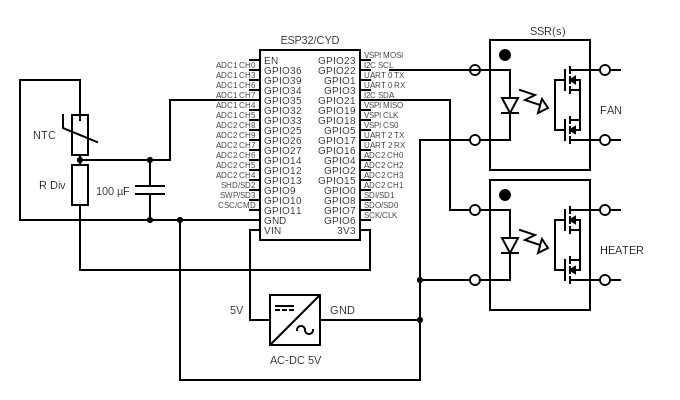 ESP32/CYD
SSR(s)
ADC1 CH0
ADC1 CH3
ADC1 CH6
ADC1 CH7
ADC1 CH4
ADC1 CH5
ADC2 CH8
ADC2 CH9
ADC2 CH7
ADC2 CH6
ADC2 CH5
ADC2 CH4
SHD/SD2
SWP/SD3
CSC/CMD
EN
GPIO36
GPIO39
GPIO34
GPIO35
GPIO32
GPIO33
GPIO25
GPIO26
GPIO27
GPIO14
GPIO12
GPIO13
GPIO9
GPIO10
GPIO11
GND
VIN
GPIO23
GPIO22
GPIO1
GPIO3
GPIO21
GPIO19
GPIO18
GPIO5
GPIO17
GPIO16
GPIO4
GPIO2
GPIO15
GPIO0
GPIO8
GPIO7
GPIO6
3V3
VSPI MOSI
I2C SCL
UART 0 TX
UART 0 RX
I2C SDA
VSPI MISO
VSPI CLK
VSPI CS0
UART 2 TX
UART 2 RX
ADC2 CH0
ADC2 CH2
ADC2 CH3
ADC2 CH1
SDI/SD1
SDO/SD0
SCK/CLK
FAN
HEATER
NTC
R Div
100 µF
5V
GND
AC-DC 5V